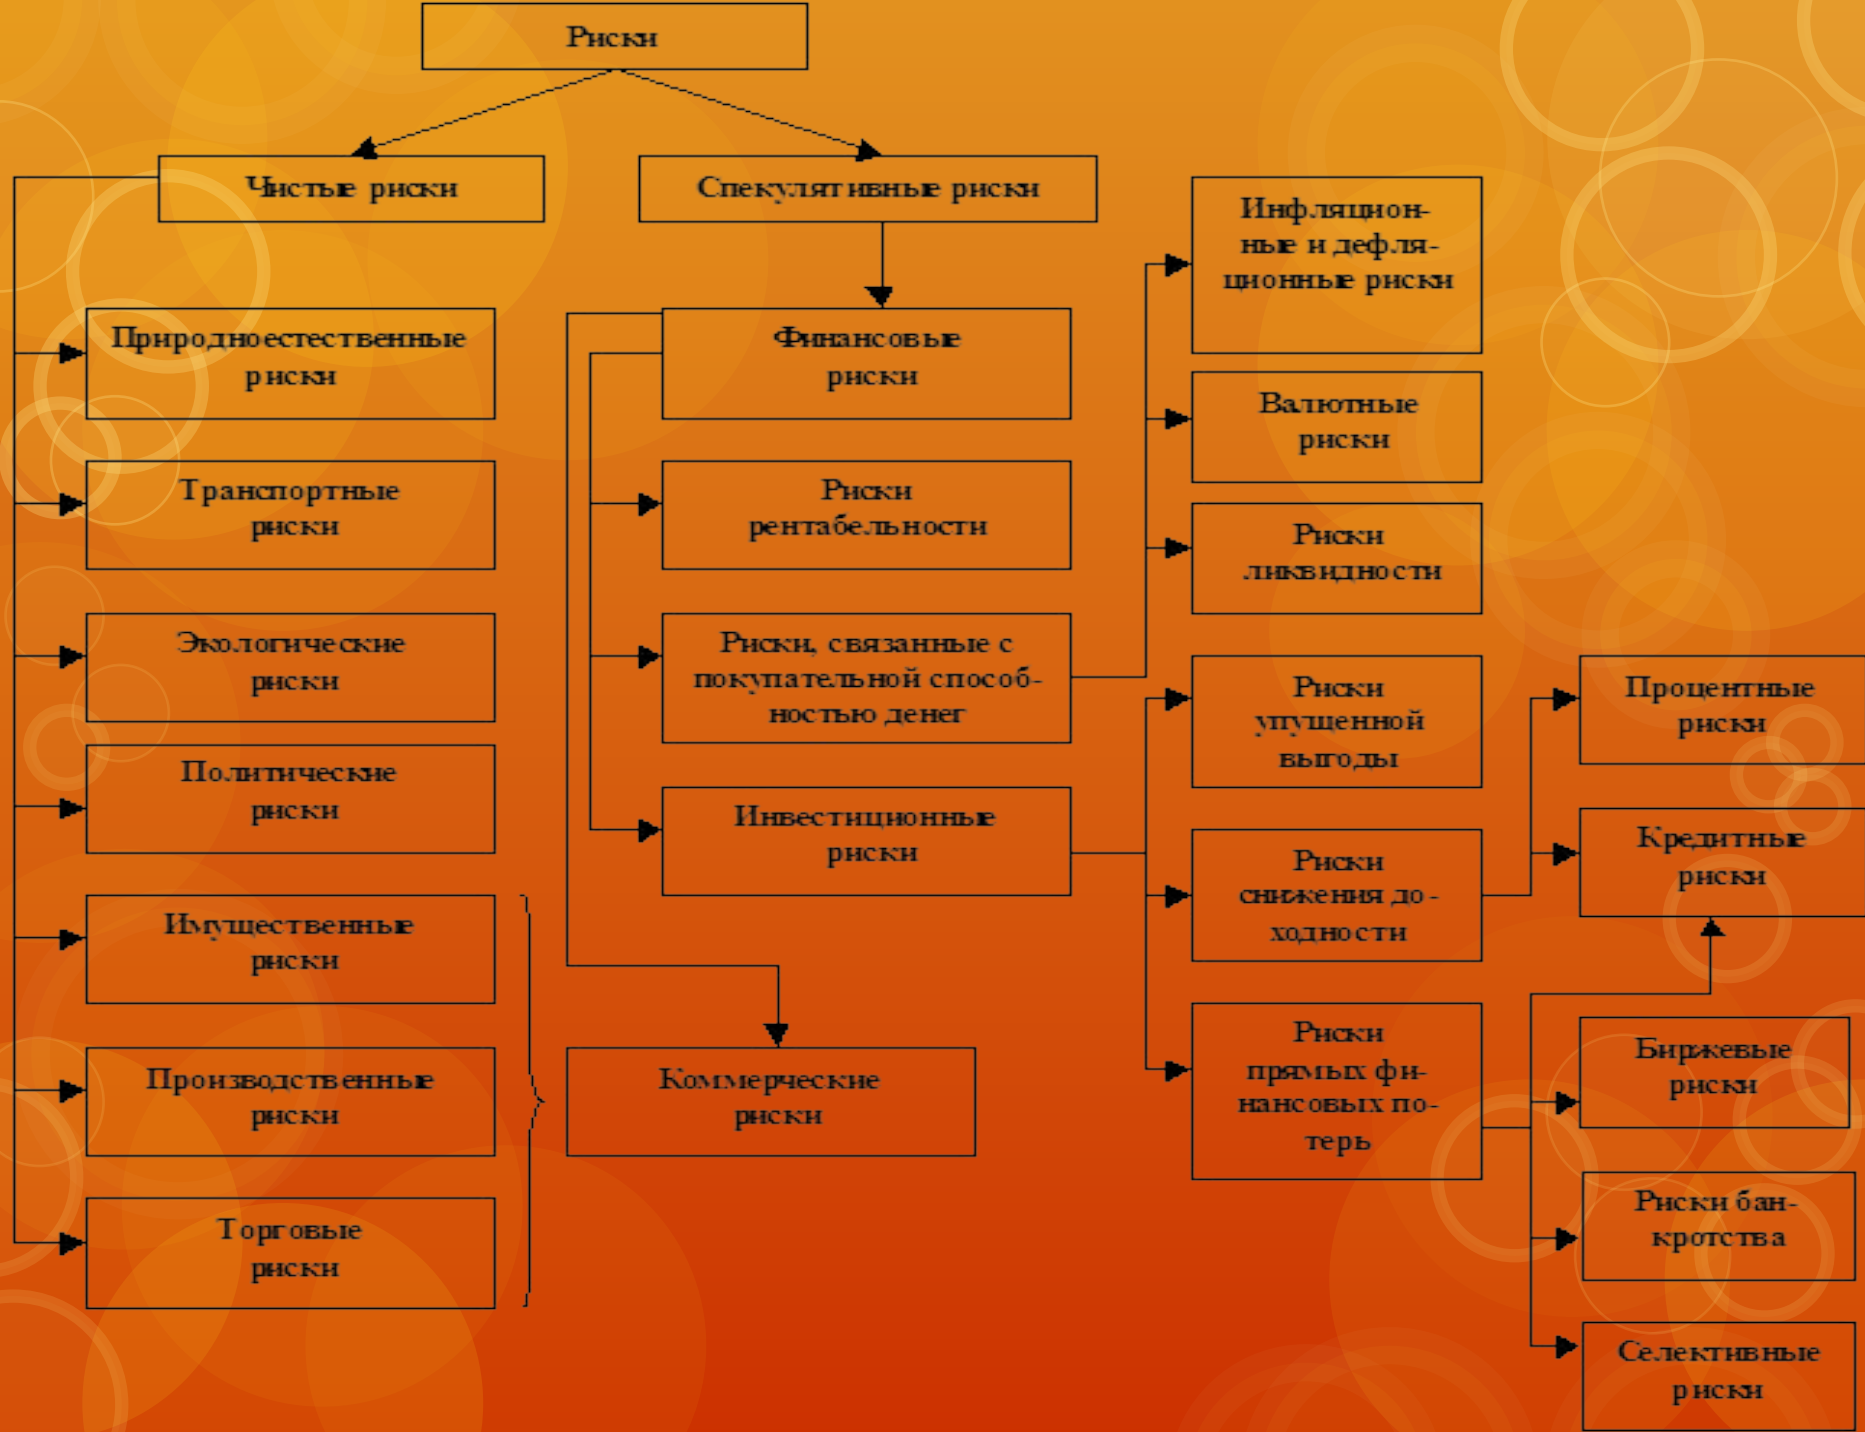 Риски
Чистые риски
Спекулятивные риски
Природноестественные
риски
Транспортные
риски
Экологические
риски
Политические
риски
Имущественные
риски
Производственные
риски
Торговые
риски
Финансовые
риски
Риски
рентабельности
Риски, связанные с
покупательной способ-
ностью денег
Инвестиционные
риски
Коммерческие
риски
Инфляцион-
ные и дефля-
ционные риски
Валютные
риски
Риски
ликвидности
Риски
упущенной
выгоды
Риски
снижения до-
ходности
Риски
прямых фи-
нансовых по-
терь
Процентные
риски
Кредитные
риски
Биржевые
риски
Риски бан-
кротства
Селективные
риски